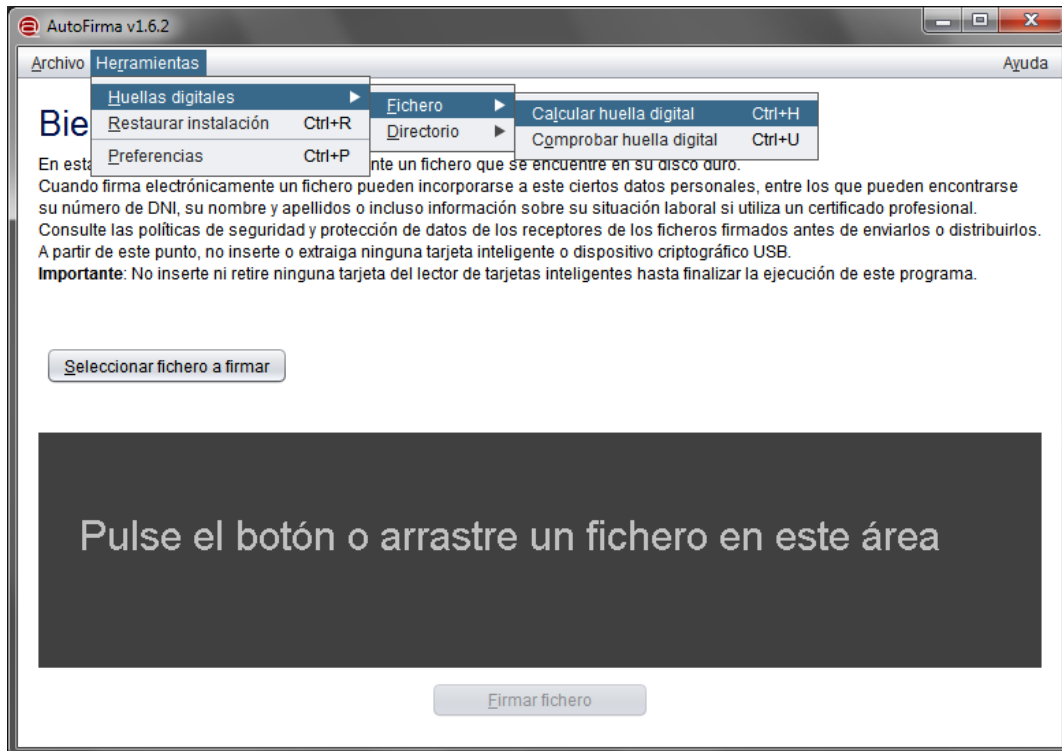 AutoFirma v1.6.2
Archivo Herramientas Ayuda
Huellas digitales
Restaurar instalación Ctrl+R
Preferencias Ctrl+P
Fichero
Directorio
Calcular huella digital Ctrl+H
Comprobar huella digital Ctrl+U
Bie
En esta nte un fichero que se encuentre en su disco duro.
Cuando firma electrónicamente un fichero pueden incorporarse a este ciertos datos personales, entre los que pueden encontrarse
su número de DNI, su nombre y apellidos o incluso información sobre su situación laboral si utiliza un certificado profesional.
Consulte las políticas de seguridad y protección de datos de los receptores de los ficheros firmados antes de enviarlos o distribuirlos.
A partir de este punto, no inserte o extraiga ninguna tarjeta inteligente o dispositivo criptográfico USB.
Importante: No inserte ni retire ninguna tarjeta del lector de tarjetas inteligentes hasta finalizar la ejecución de este programa.
Seleccionar fichero a firmar
Pulse el botón o arrastre un fichero en este área
Firmar fichero